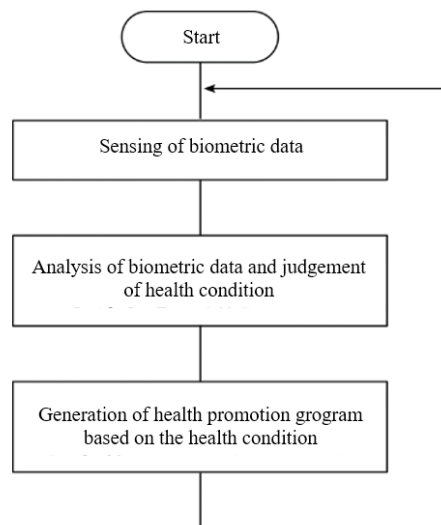 Start
Sensing of biometric data
Analysis of biometric data and judgement
of health condition
Generation of health promotion grogram
based on the health condition